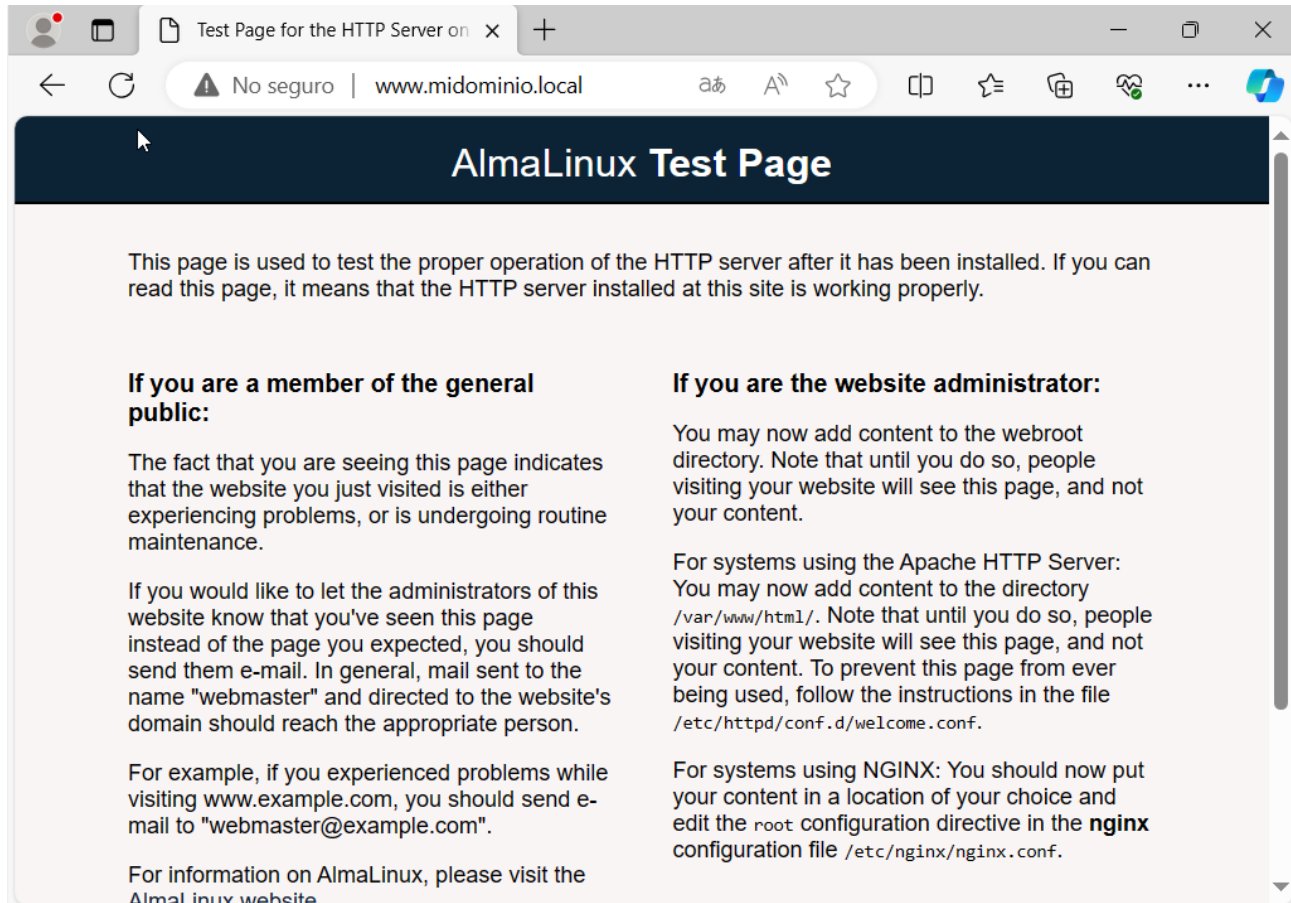 Test Page for the HTTP Server on
No seguro
www.midominio.local
AlmaLinux Test Page
This page is used to test the proper operation of the HTTP server after it has been installed. If you can
read this page, it means that the HTTP server installed at this site is working properly.
If you are a member of the general
public:
The fact that you are seeing this page indicates
that the website you just visited is either
experiencing problems, or is undergoing routine
maintenance.
If you would like to let the administrators of this
website know that you've seen this page
instead of the page you expected, you should
send them e-mail. In general, mail sent to the
name "webmaster" and directed to the website's
domain should reach the appropriate person.
For example, if you experienced problems while
visiting www.example.com, you should send e-
mail to "webmaster@example.com".
For information on AlmaLinux, please visit the
AlmaLinux website.
If you are the website administrator:
You may now add content to the webroot
directory. Note that until you do so, people
visiting your website will see this page, and not
your content.
For systems using the Apache HTTP Server:
You may now add content to the directory
/var/www/html/. Note that until you do so, people
visiting your website will see this page, and not
your content. To prevent this page from ever
being used, follow the instructions in the file
/etc/httpd/conf.d/welcome.conf.
For systems using NGINX: You should now put
your content in a location of your choice and
edit the root configuration directive in the nginx
configuration file /etc/nginx/nginx.conf.